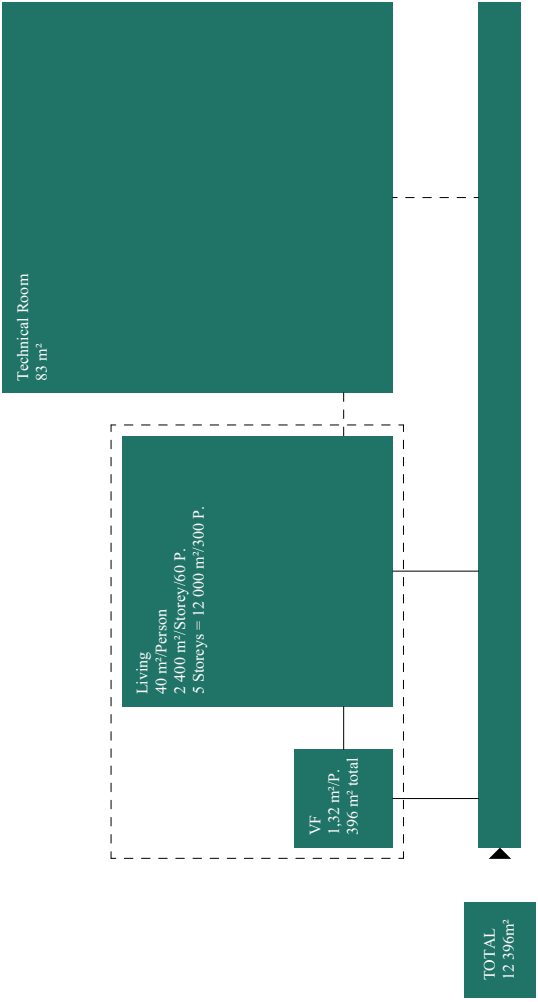 Technical Room
83 m²
Living
40 m²/Person
2 400 m²/Storey/60 P.
5 Storeys = 12 000 m²/300 P.
VF
1,32 m²/P.
396 m² total
TOTAL
12 396m²